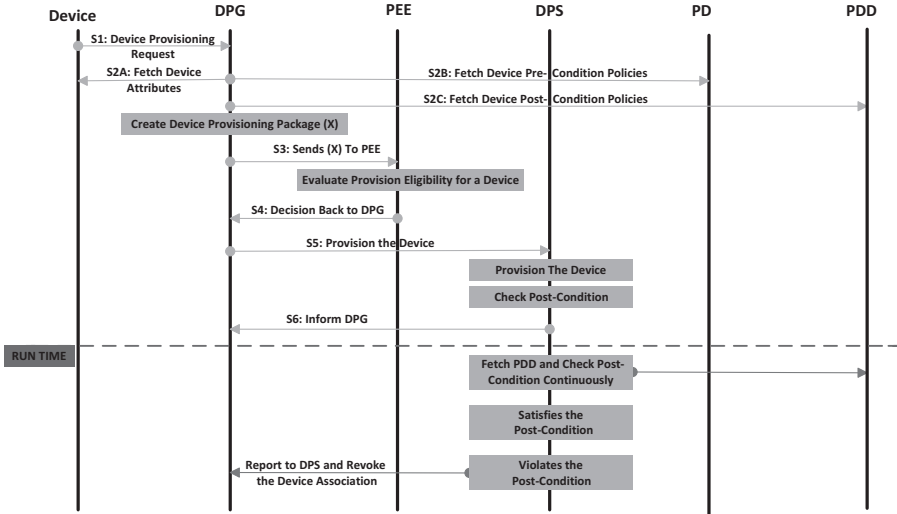 Device
DPG
PEE
DPS
PD
PDD
S1: Device Provisioning
Request
S2A: Fetch Device
Attributes
S2B: Fetch Device Pre- Condition Policies
S2C: Fetch Device Post- Condition Policies
Create Device Provisioning Package (X)
S3: Sends (X) To PEE
Evaluate Provision Eligibility for a Device
S4: Decision Back to DPG
S5: Provision the Device
Provision The Device
Check Post-Condition
S6: Inform DPG
RUN TIME
Fetch PDD and Check Post-
Condition Continuously
Satisfies the
Post-Condition
Report to DPS and Revoke
the Device Association
Violates the
Post-Condition